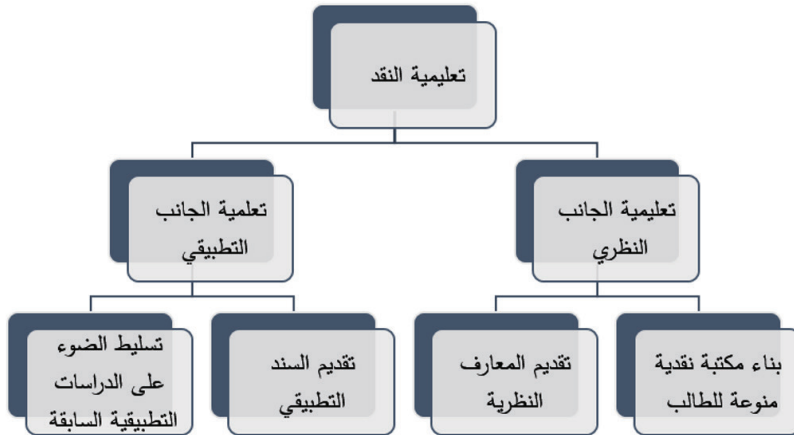 تعليمية النقد
تعليمية الجانب
النظري
تعلمية الجانب
التطبيقي
بناء مكتبة نقدية
منوعة للطالب
تقديم المعارف
النظرية
تقديم السند
التطبيقي
تسليط الضوء
على الدراسات
التطبيقية السابقة